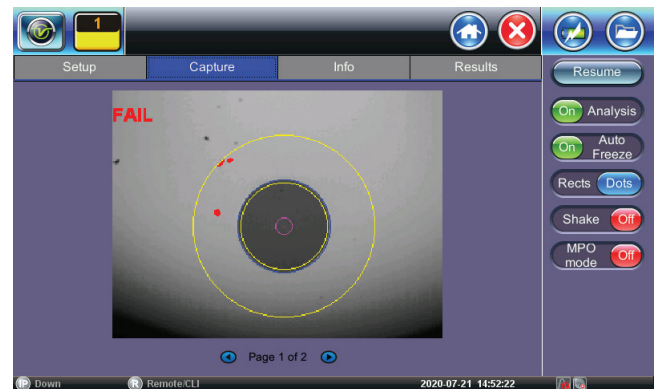 1
Setup
Capture
Info
Results
Resume
FAIL
On Analysis
On Auto Freeze
Rects Dots
Shake Off
MPO mode Off
Page 1 of 2
IP Down
R Remote/CLI
2020-07-21 14:52:22